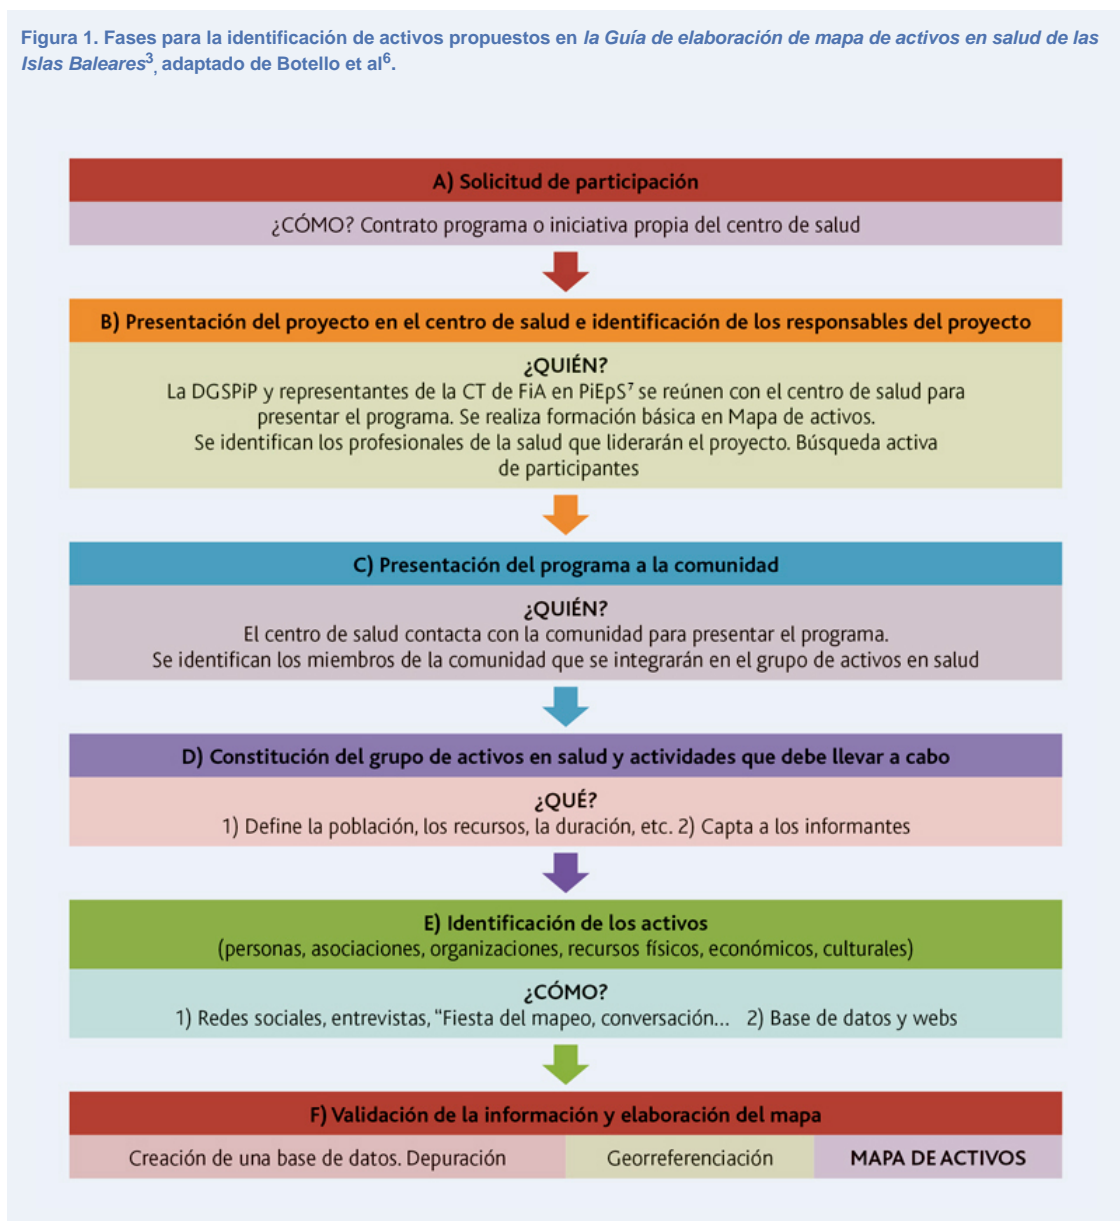 Figura 1. Fases para la identificación de activos propuestos en la Guía de elaboración de mapa de activos en salud de las
Islas Baleares3, adaptado de Botello et al6.
A) Solicitud de participación
¿CÓMO? Contrato programa o iniciativa propia del centro de salud
B) Presentación del proyecto en el centro de salud e identificación de los responsables del proyecto
¿QUIÉN?
La DGSPiP y representantes de la CT de FiA en PiEpS7 se reúnen con el centro de salud para
presentar el programa. Se realiza formación básica en Mapa de activos.
Se identifican los profesionales de la salud que liderarán el proyecto. Búsqueda activa
de participantes
C) Presentación del programa a la comunidad
¿QUIÉN?
El centro de salud contacta con la comunidad para presentar el programa.
Se identifican los miembros de la comunidad que se integrarán en el grupo de activos en salud
D) Constitución del grupo de activos en salud y actividades que debe llevar a cabo
¿QUÉ?
1) Define la población, los recursos, la duración, etc. 2) Capta a los informantes
E) Identificación de los activos
(personas, asociaciones, organizaciones, recursos físicos, económicos, culturales)
¿CÓMO?
1) Redes sociales, entrevistas, "Fiesta del mapeo, conversación... 2) Base de datos y webs
F) Validación de la información y elaboración del mapa
Creación de una base de datos. Depuración
Georreferenciación
MAPA DE ACTIVOS